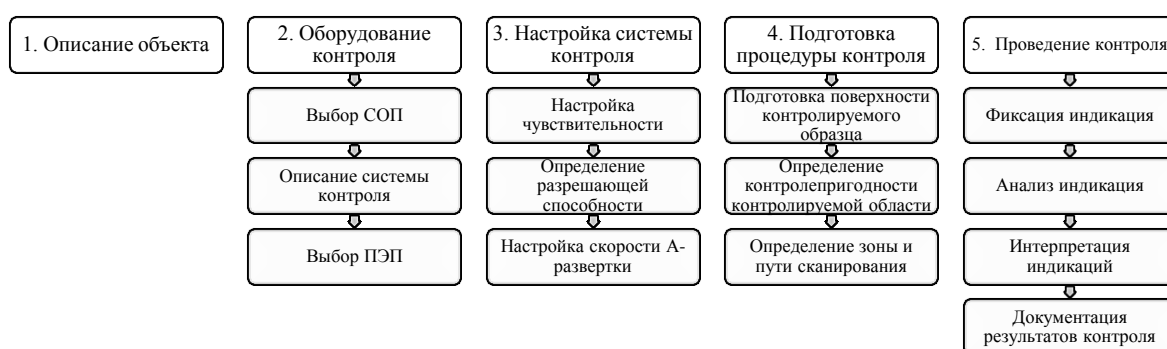 1. Описание объекта
2. Оборудование
контроля
Выбор СОП
Описание системы
контроля
Выбор ПЭП
3. Настройка системы
контроля
Настройка
чувствительности
Определение
разрешающей
способности
Настройка скорости А-
развертки
4. Подготовка
процедуры контроля
Подготовка поверхности
контролируемого
образца
Определение
контролепригодности
контролируемой области
Определение зоны и
пути сканирования
5. Проведение контроля
Фиксация индикация
Анализ индикация
Интерпретация
индикаций
Документация
результатов контроля